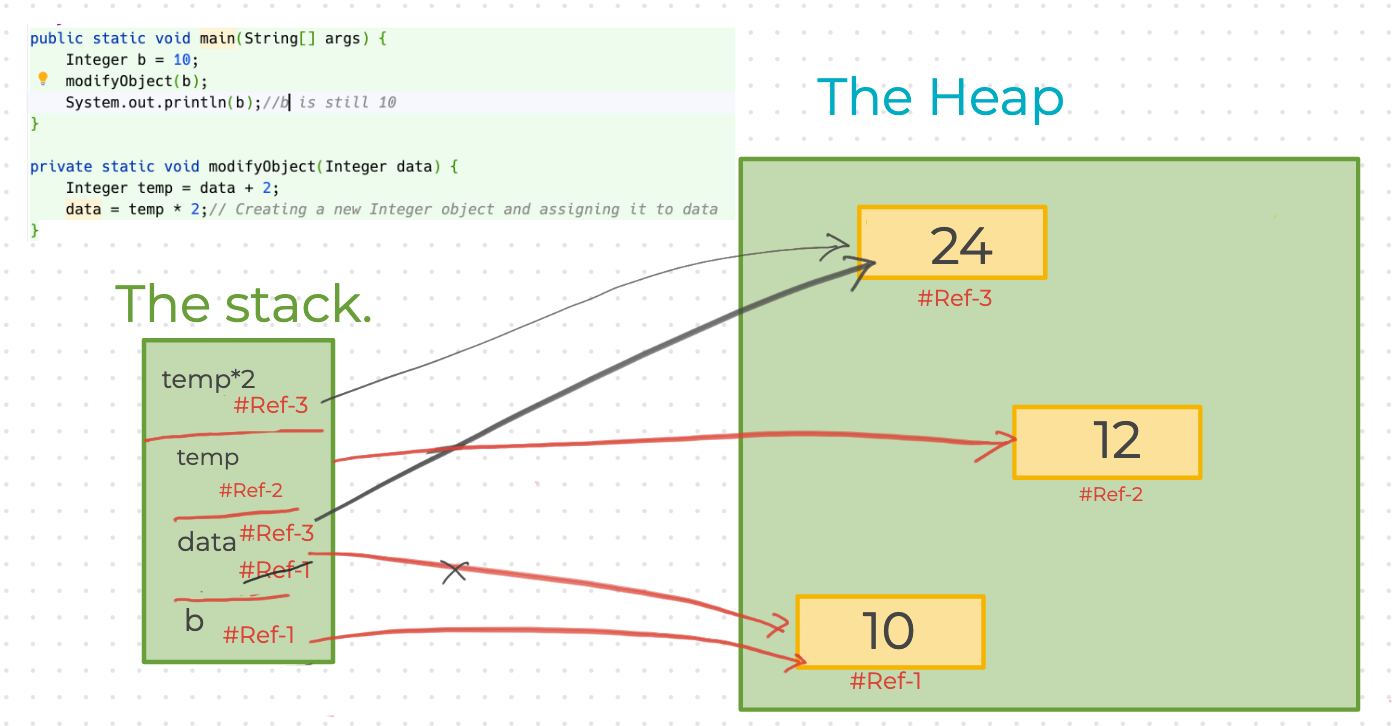 public static void main(String[] args) {
    Integer b = 10;
    modifyObject(b);
    System.out.println(b);//b is still 10
}
private static void modifyObject(Integer data) {
    Integer temp = data + 2;
    data = temp * 2;// Creating a new Integer object and assigning it to data
}
The Heap
The stack.
temp*2
#Ref-3
temp
#Ref-2
#Ref-3
data
#Ref-1
b
#Ref-1
24
#Ref-3
12
#Ref-2
10
#Ref-1